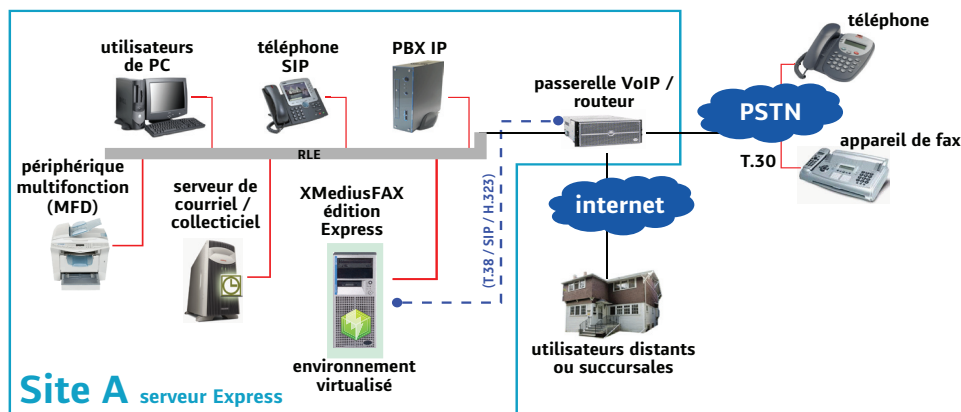 utilisateurs
de PC
téléphone
SIP
PBX IP
passerelle VoIP /
routeur
téléphone
PSTN
appareil de fax
T.30
RLE
périphérique
multifonction
(MFD)
serveur de
courriel /
collecticiel
XMediusFAX
édition
Express
(T.38 / SIP / H.323)
internet
environnement
virtualisé
utilisateurs distants
ou succursales
Site A serveur Express